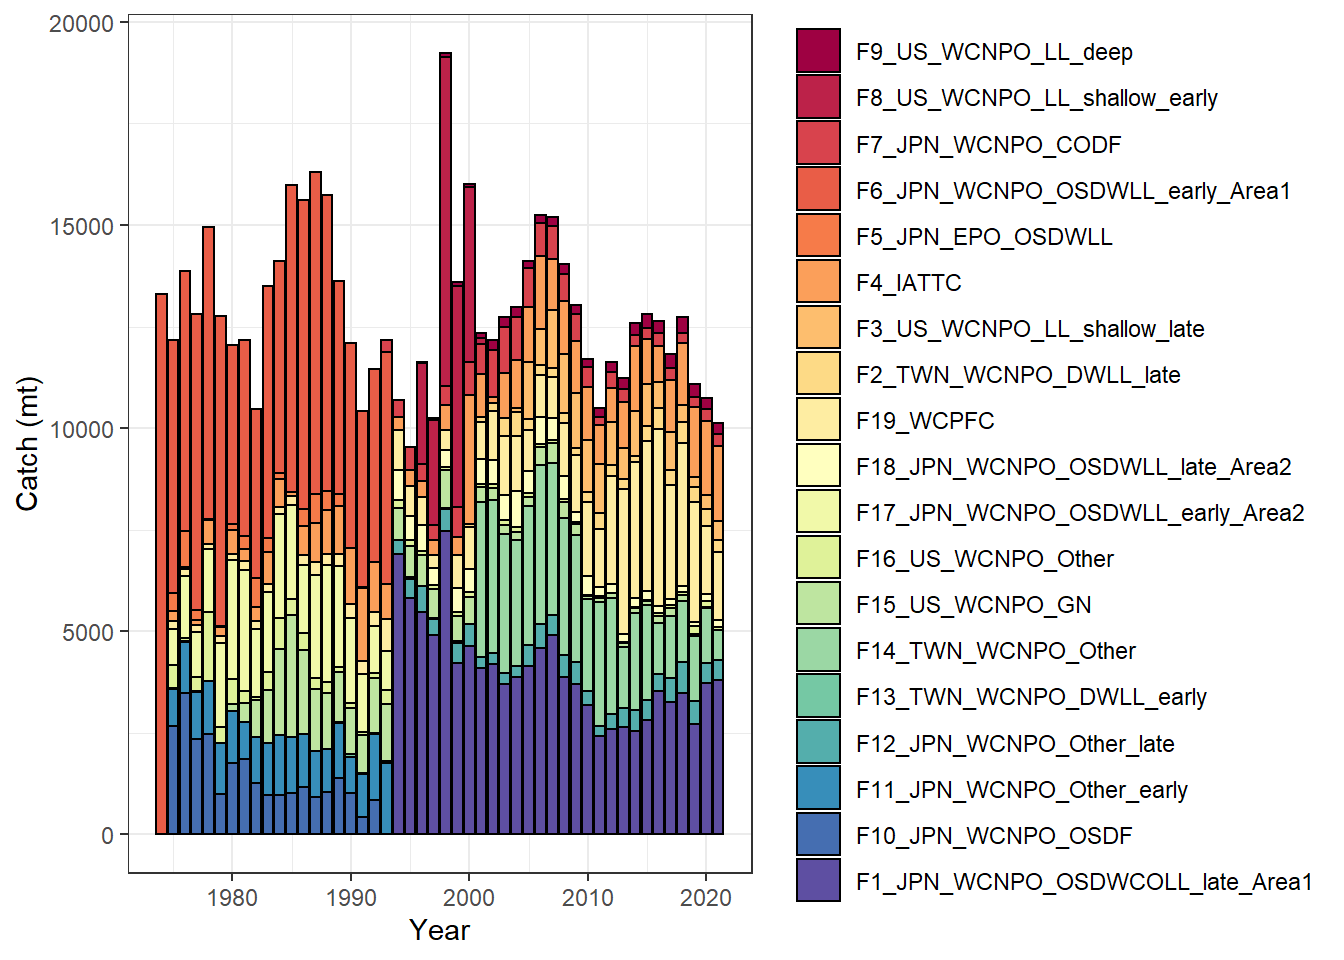 20000
15000
10000
5000
0
Catch (mt)
1980
1990
2000
2010
2020
Year
F9_US_WCNPO_LL_deep
F8_US_WCNPO_LL_shallow_early
F7_JPN_WCNPO_CODF
F6_JPN_WCNPO_OSDWLL_early_Area1
F5_JPN_EPO_OSDWLL
F4_IATTC
F3_US_WCNPO_LL_shallow_late
F2_TWN_WCNPO_DWLL_late
F19_WCPFC
F18_JPN_WCNPO_OSDWLL_late_Area2
F17_JPN_WCNPO_OSDWLL_early_Area2
F16_US_WCNPO_Other
F15_US_WCNPO_GN
F14_TWN_WCNPO_Other
F13_TWN_WCNPO_DWLL_early
F12_JPN_WCNPO_Other_late
F11_JPN_WCNPO_Other_early
F10_JPN_WCNPO_OSDF
F1_JPN_WCNPO_OSDWCOLL_late_Area1